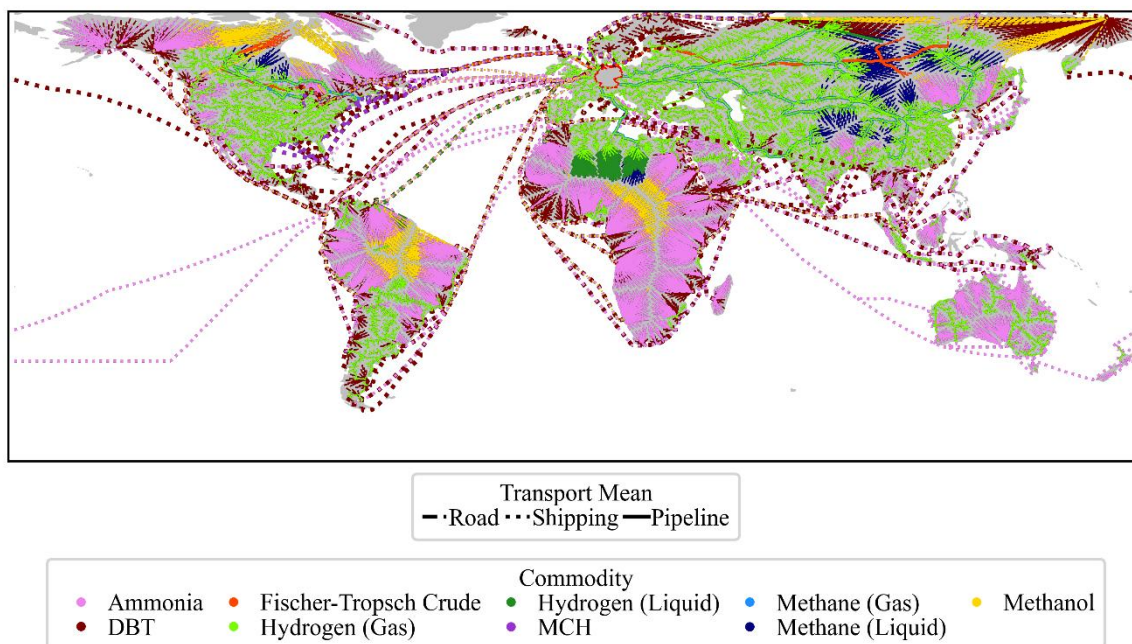 Transport Mean
Road Shipping Pipeline
Commodity
Ammonia Fischer-Tropsch Crude Hydrogen (Liquid) Methane (Gas) Methanol
DBT Hydrogen (Gas) MCH Methane (Liquid)